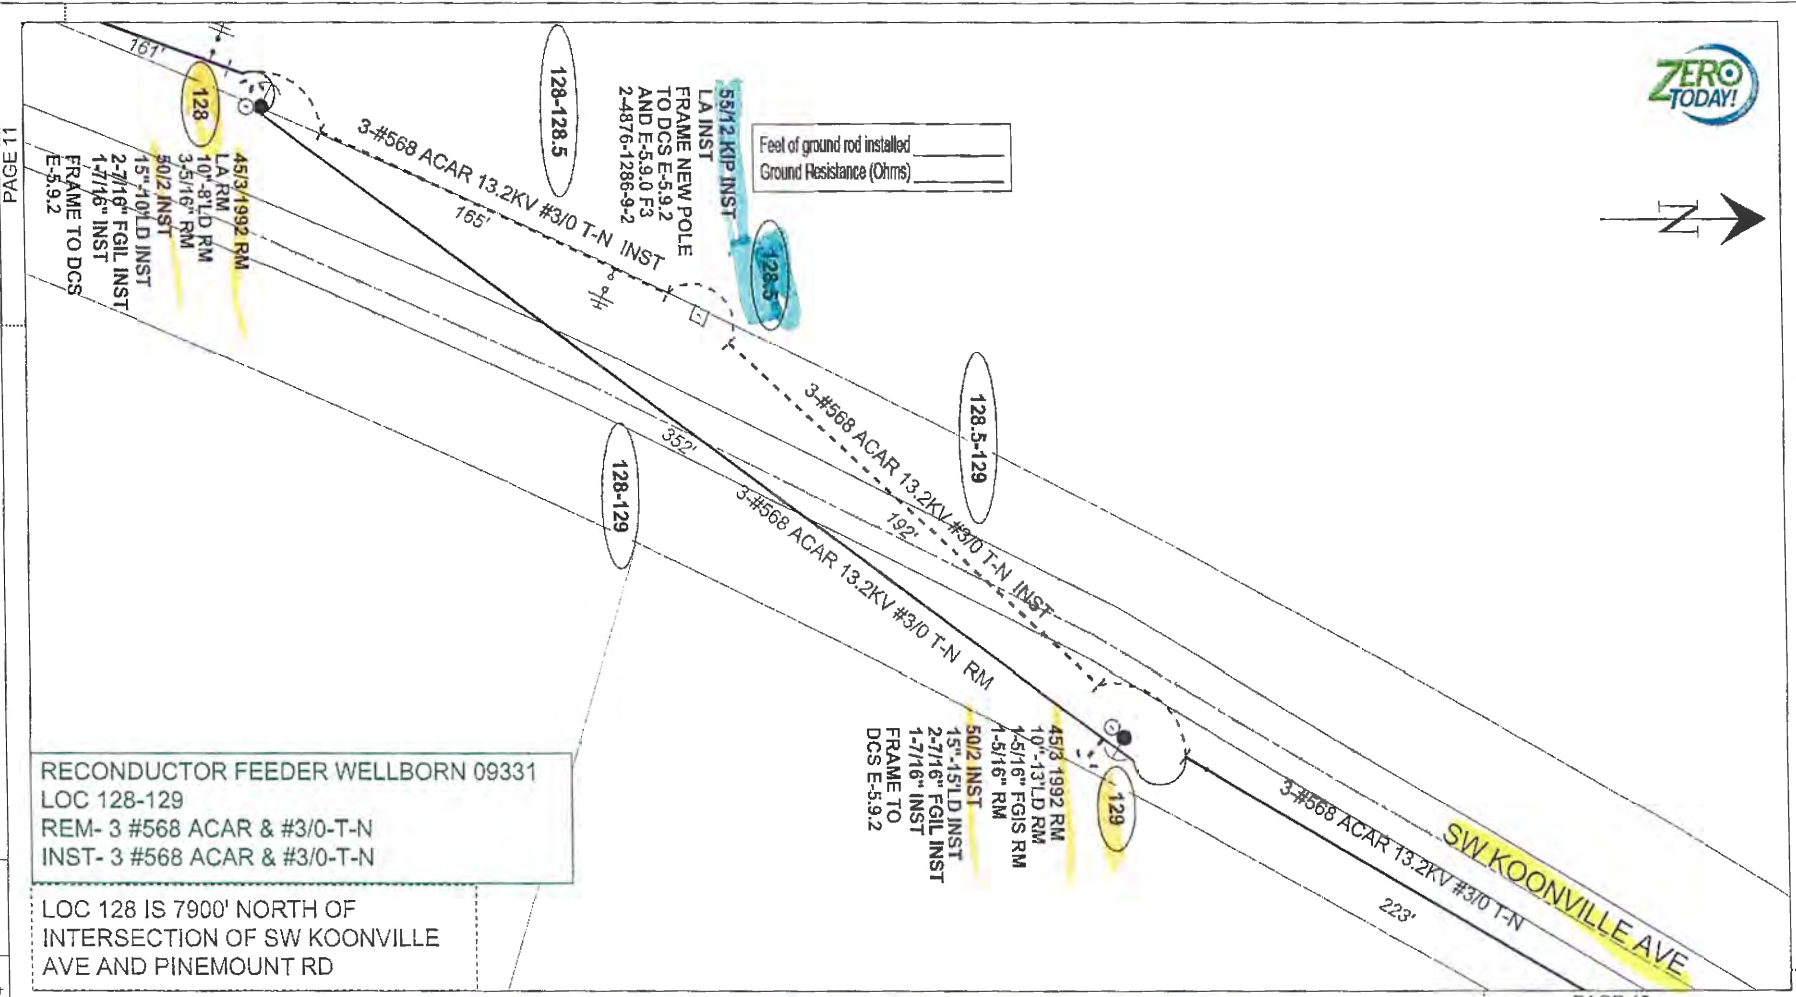 ZERO
TODAY!
N
PAGE 11
161'
128
45/3/1992 RM
LA RM
10"-8'LD RM
3-5/16" RM
50/2 INST
15"-10'LD INST
2-7/16" FGIL INST
1-7/16" INST
FRAME TO DCS
E-5.9.2
128-128.5
3-#568 ACAR 13.2KV #3/0 T-N INST
165'
55/12 KIP INST
LA INST
FRAME NEW POLE
TO DCS E-5.9.2
AND E-5.9.0 F3
2-4876-1286-9-2
128.5
Feet of ground rod installed
Ground Resistance (Ohms)
128.5-129
3-#568 ACAR 13.2KV #3/0 T-N INST
192'
128-129
352'
3-#568 ACAR 13.2KV #3/0 T-N RM
129
45/3 1992 RM
10"-13'LD RM
1-5/16" FGIS RM
1-5/16" RM
50/2 INST
15"-15'LD INST
2-7/16" FGIL INST
1-7/16" INST
FRAME TO
DCS E-5.9.2
3-#568 ACAR 13.2KV #3/0 T-N
223'
SW KOONVILLE AVE
RECONDUCTOR FEEDER WELLBORN 09331
LOC 128-129
REM- 3 #568 ACAR & #3/0-T-N
INST- 3 #568 ACAR & #3/0-T-N
LOC 128 IS 7900' NORTH OF
INTERSECTION OF SW KOONVILLE
AVE AND PINEMOUNT RD